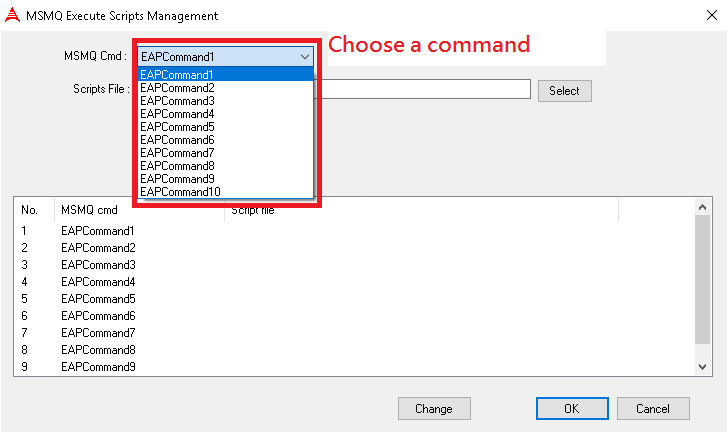 MSMQ Execute Scripts Management
Choose a command
MSMQ Cmd : EAPCommand1
EAPCommand1
EAPCommand2
Scripts File : Select
EAPCommand3
EAPCommand4
EAPCommand5
EAPCommand6
EAPCommand7
EAPCommand8
EAPCommand9
EAPCommand10
No. MSMQ cmd Script file
1 EAPCommand1
2 EAPCommand2
3 EAPCommand3
4 EAPCommand4
5 EAPCommand5
6 EAPCommand6
7 EAPCommand7
8 EAPCommand8
9 EAPCommand9
Change OK Cancel